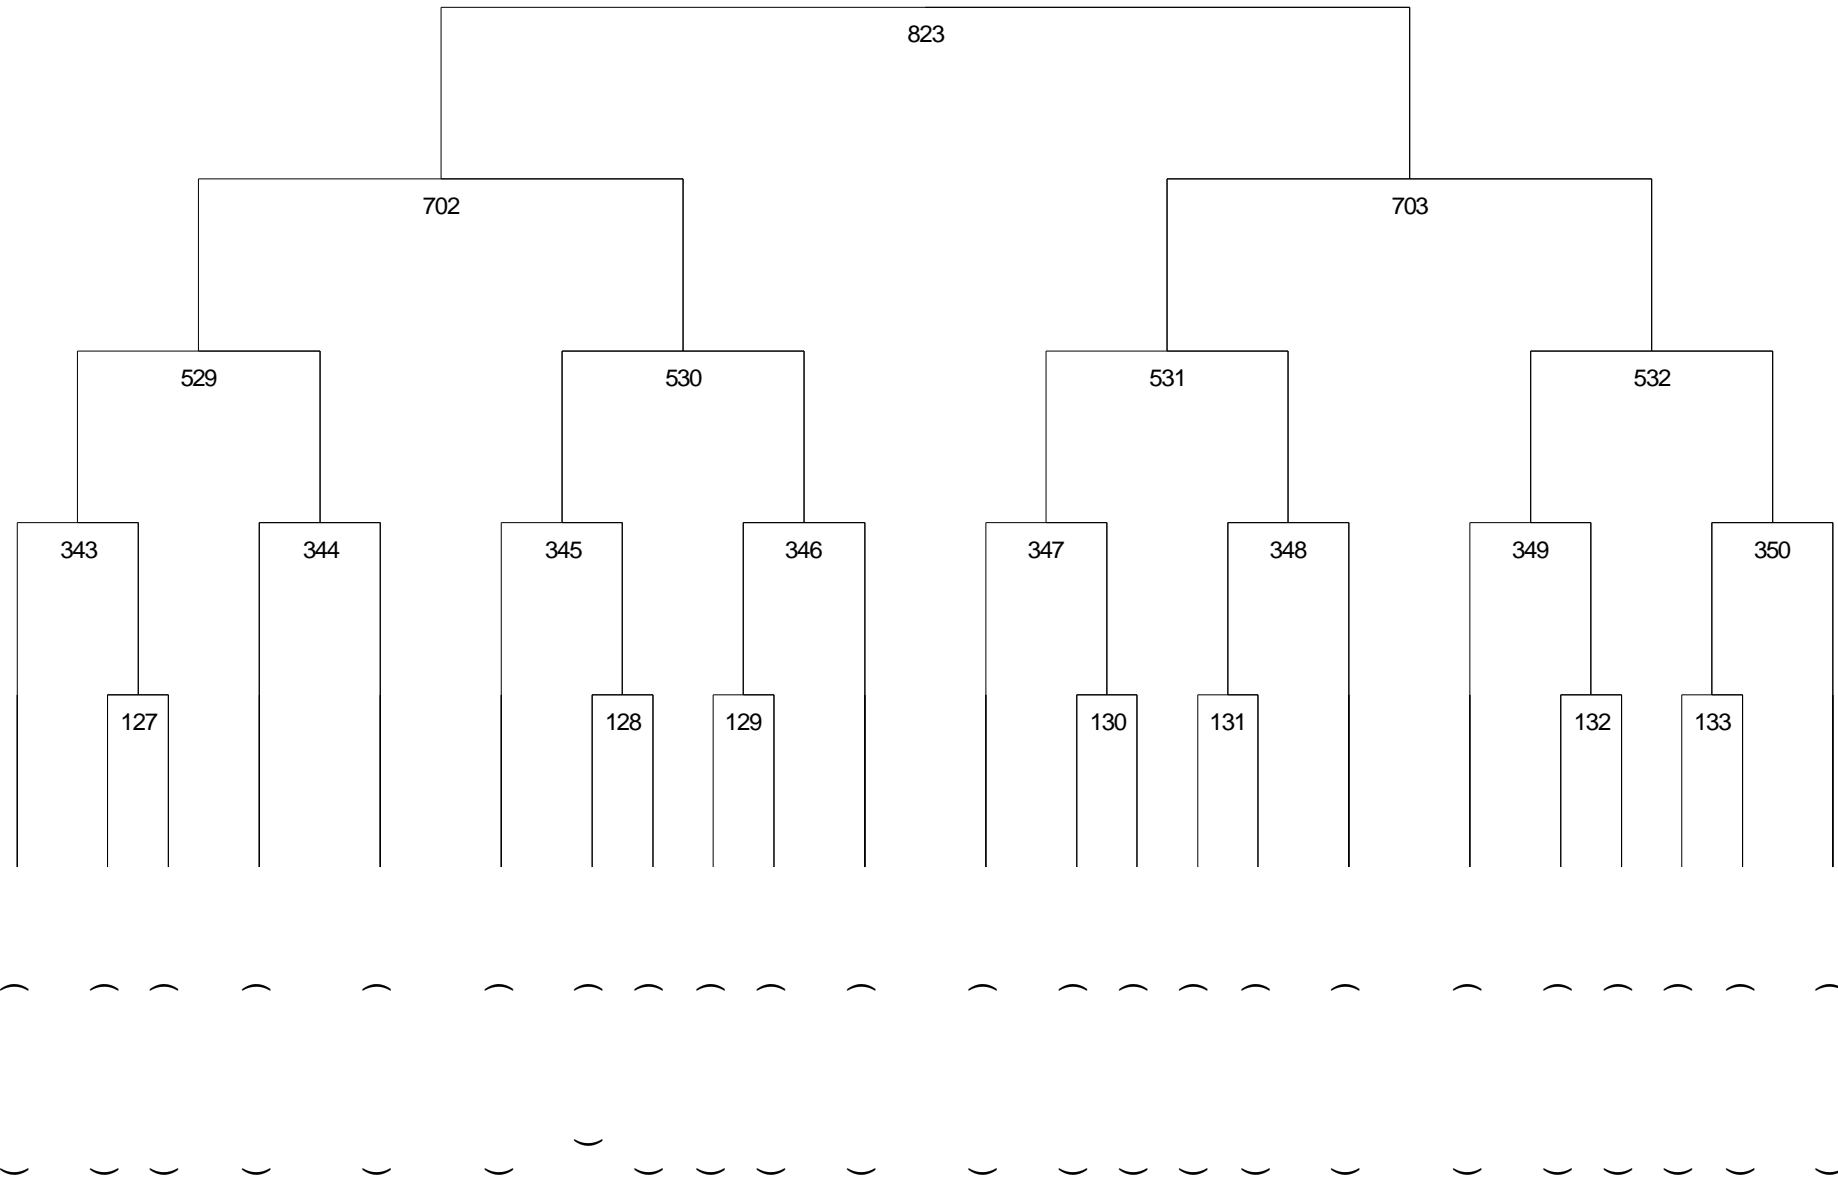 823
702 703
529 530 531 532
343 344 345 346 347 348 349 350
127 128 129 130 131 132 133
( ( ( ( ( ( ( ( ( ( ( ( ( ( ( ( ( ( ( ( ( ( (
) ) ) ) ) ) ) ) ) ) ) ) ) ) ) ) ) ) ) ) ) ) )